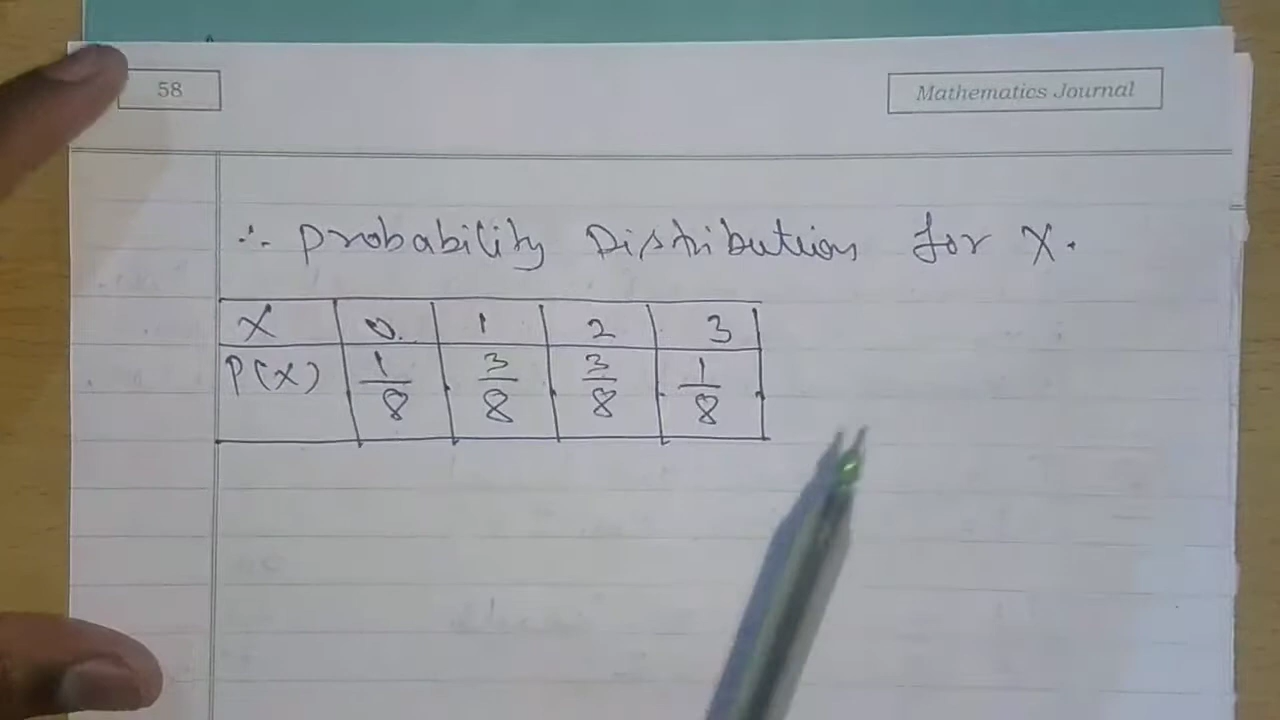 58
Mathematics Journal
∴ Probability Distribution for X.
X 0 1 2 3
P(X) 1/8 3/8 3/8 1/8